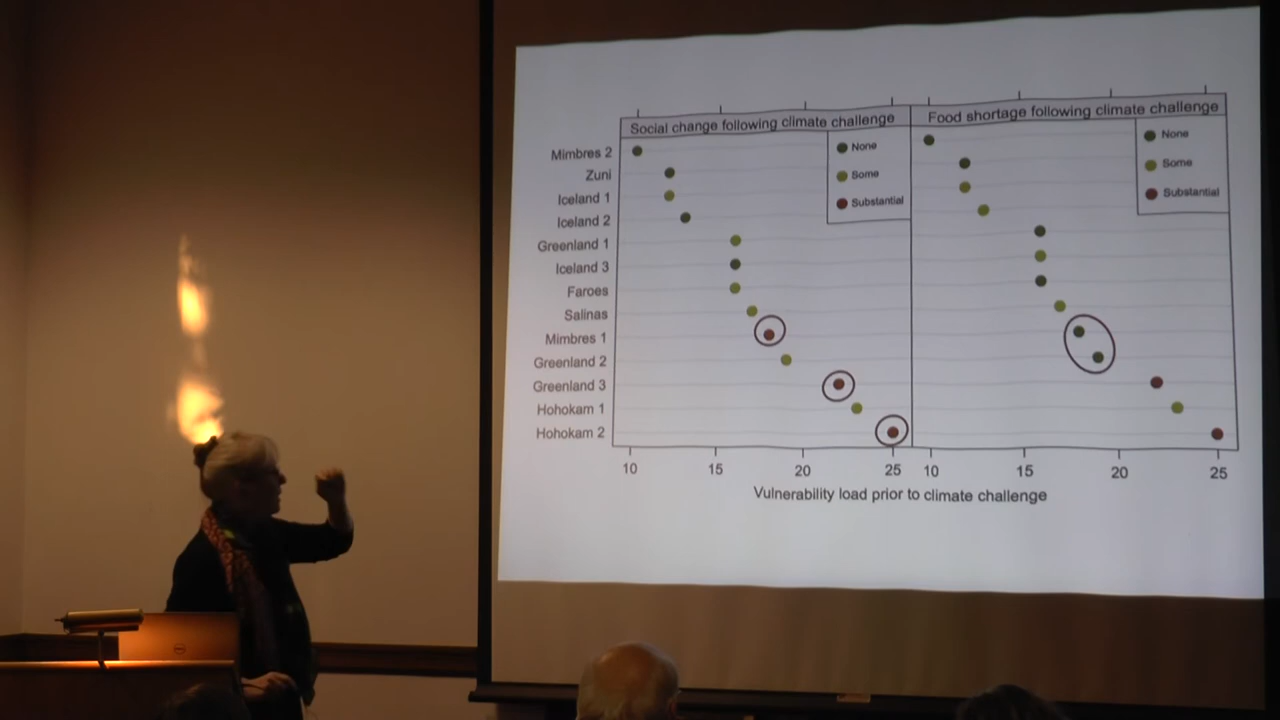 Social change following climate challenge
Food shortage following climate challenge
None
Some
Substantial
None
Some
Substantial
Mimbres 2
Zuni
Iceland 1
Iceland 2
Greenland 1
Iceland 3
Faroes
Salinas
Mimbres 1
Greenland 2
Greenland 3
Hohokam 1
Hohokam 2
10 15 20 25 10 15 20 25
Vulnerability load prior to climate challenge
DELL